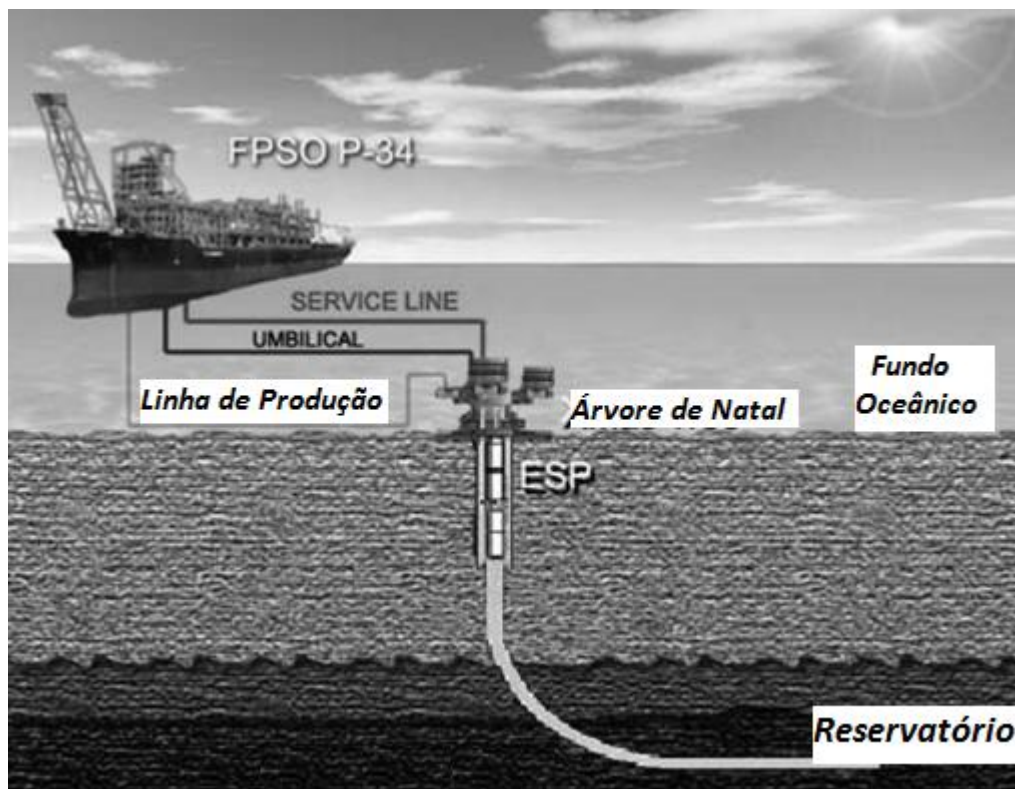 FPSO P-34
SERVICE LINE
UMBILICAL
Linha de Produção
Árvore de Natal
Fundo
Oceânico
ESP
Reservatório